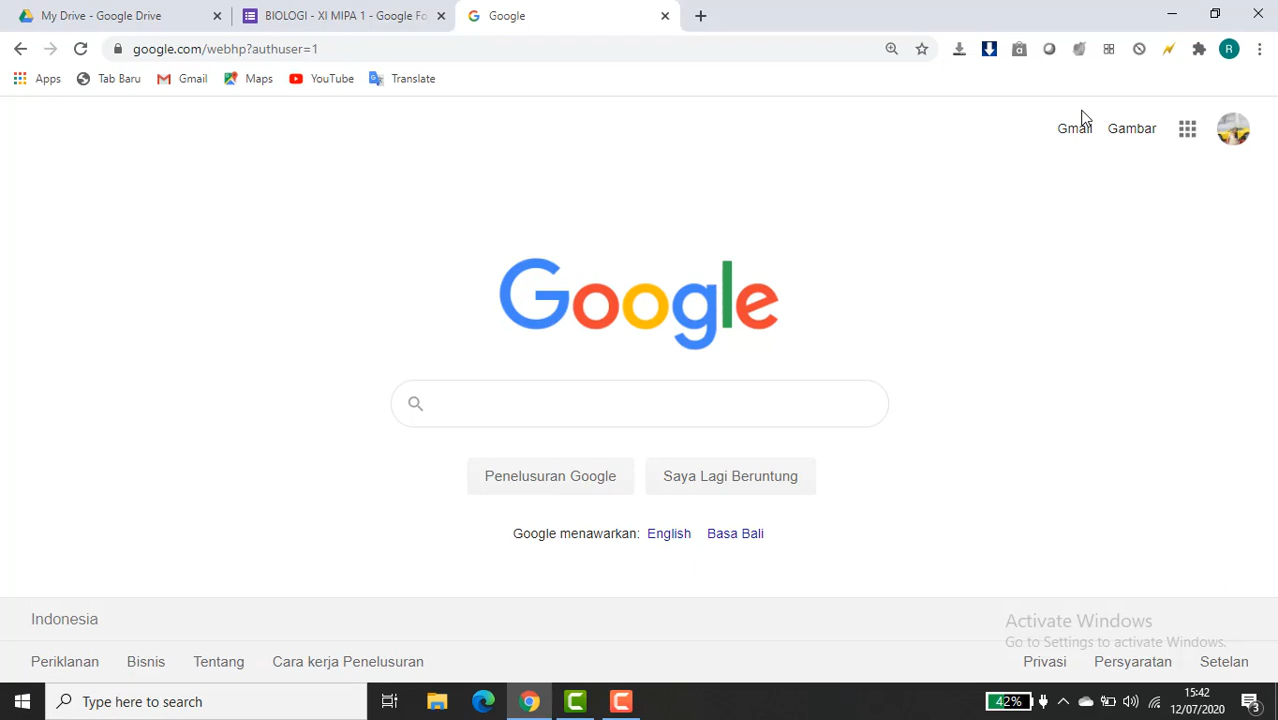 My Drive - Google Drive
BIOLOGI - XI MIPA 1 - Google Fo
Google
google.com/webhp?authuser=1
R
Apps
Tab Baru
Gmail
Maps
YouTube
Translate
Gmail
Gambar
Google
Penelusuran Google
Saya Lagi Beruntung
Google menawarkan: English Basa Bali
Indonesia
Activate Windows
Go to Settings to activate Windows.
Periklanan
Bisnis
Tentang
Cara kerja Penelusuran
Privasi
Persyaratan
Setelan
Type here to search
42%
15:42
12/07/2020
3